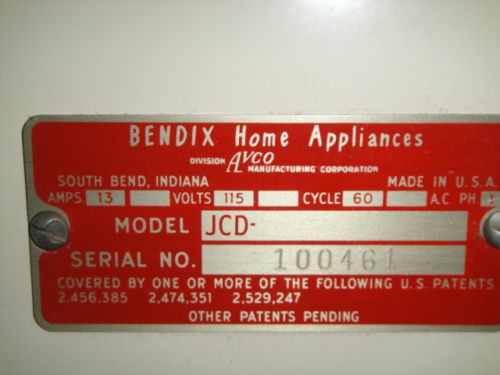 BENDIX Home Appliances
DIVISION AVCO MANUFACTURING CORPORATION
SOUTH BEND, INDIANA MADE IN U.S.A.
AMPS. 13 VOLTS 115 CYCLE 60 A.C. PH.
MODEL JCD-
SERIAL NO. 100461
COVERED BY ONE OR MORE OF THE FOLLOWING U.S. PATENTS
2,456,385 2,474,351 2,529,247
OTHER PATENTS PENDING